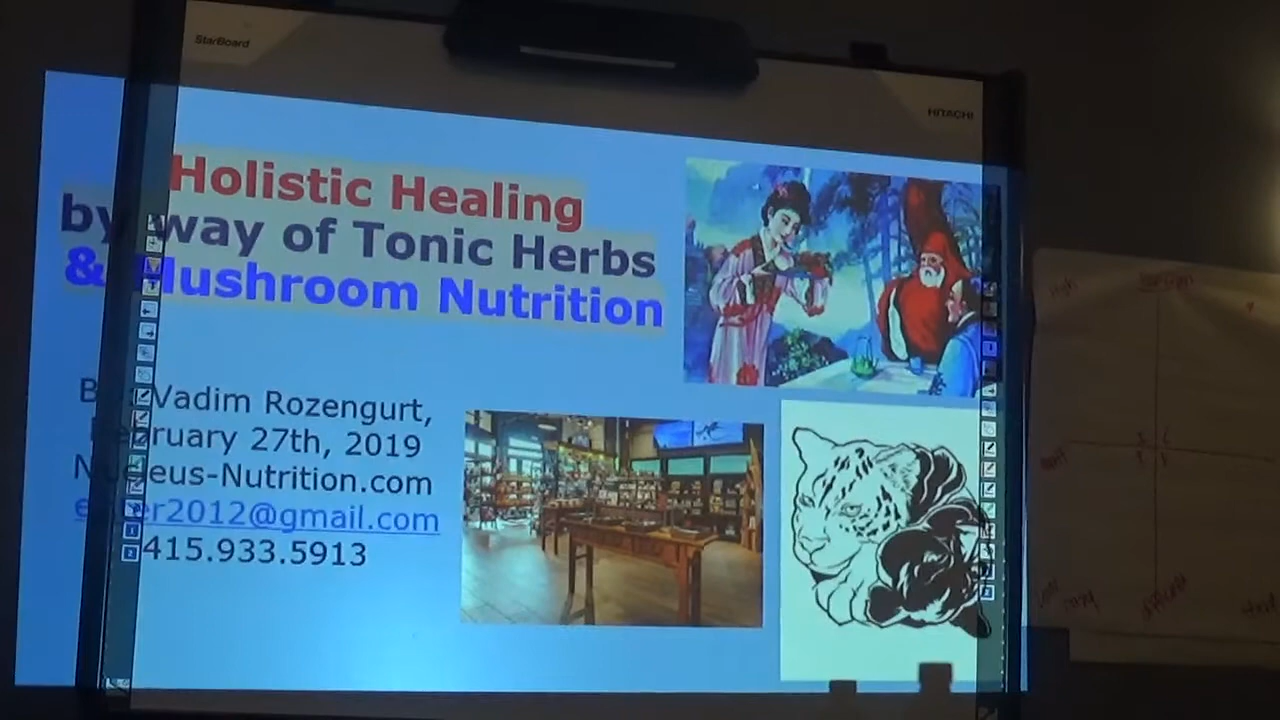 StarBoard
HITACHI
Holistic Healing
by way of Tonic Herbs
& Mushroom Nutrition
Vadim Rozengurt,
February 27th, 2019
Nucleus-Nutrition.com
415.933.5913